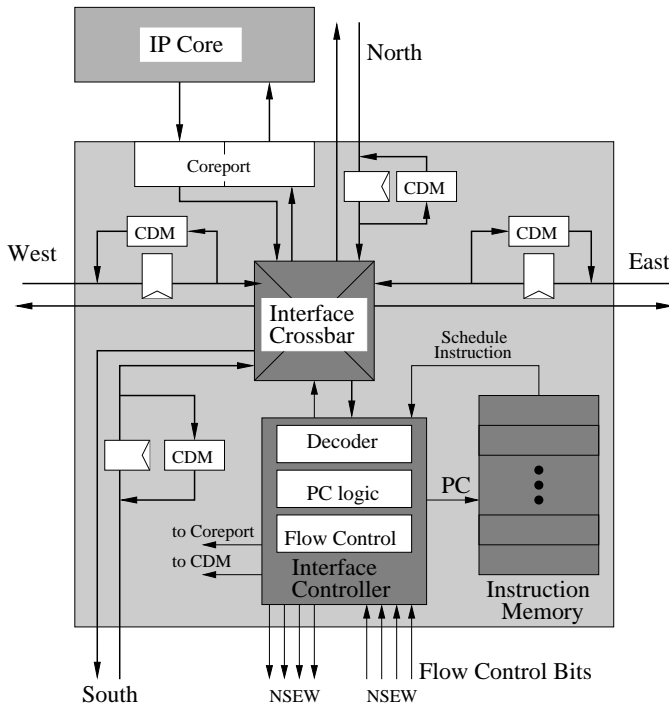 IP Core
North
Coreport
CDM
CDM
CDM
West
East
Interface
Crossbar
Schedule
Instruction
Decoder
CDM
PC logic
PC
to Coreport
Flow Control
to CDM
Interface
Controller
Instruction
Memory
Flow Control Bits
South
NSEW
NSEW